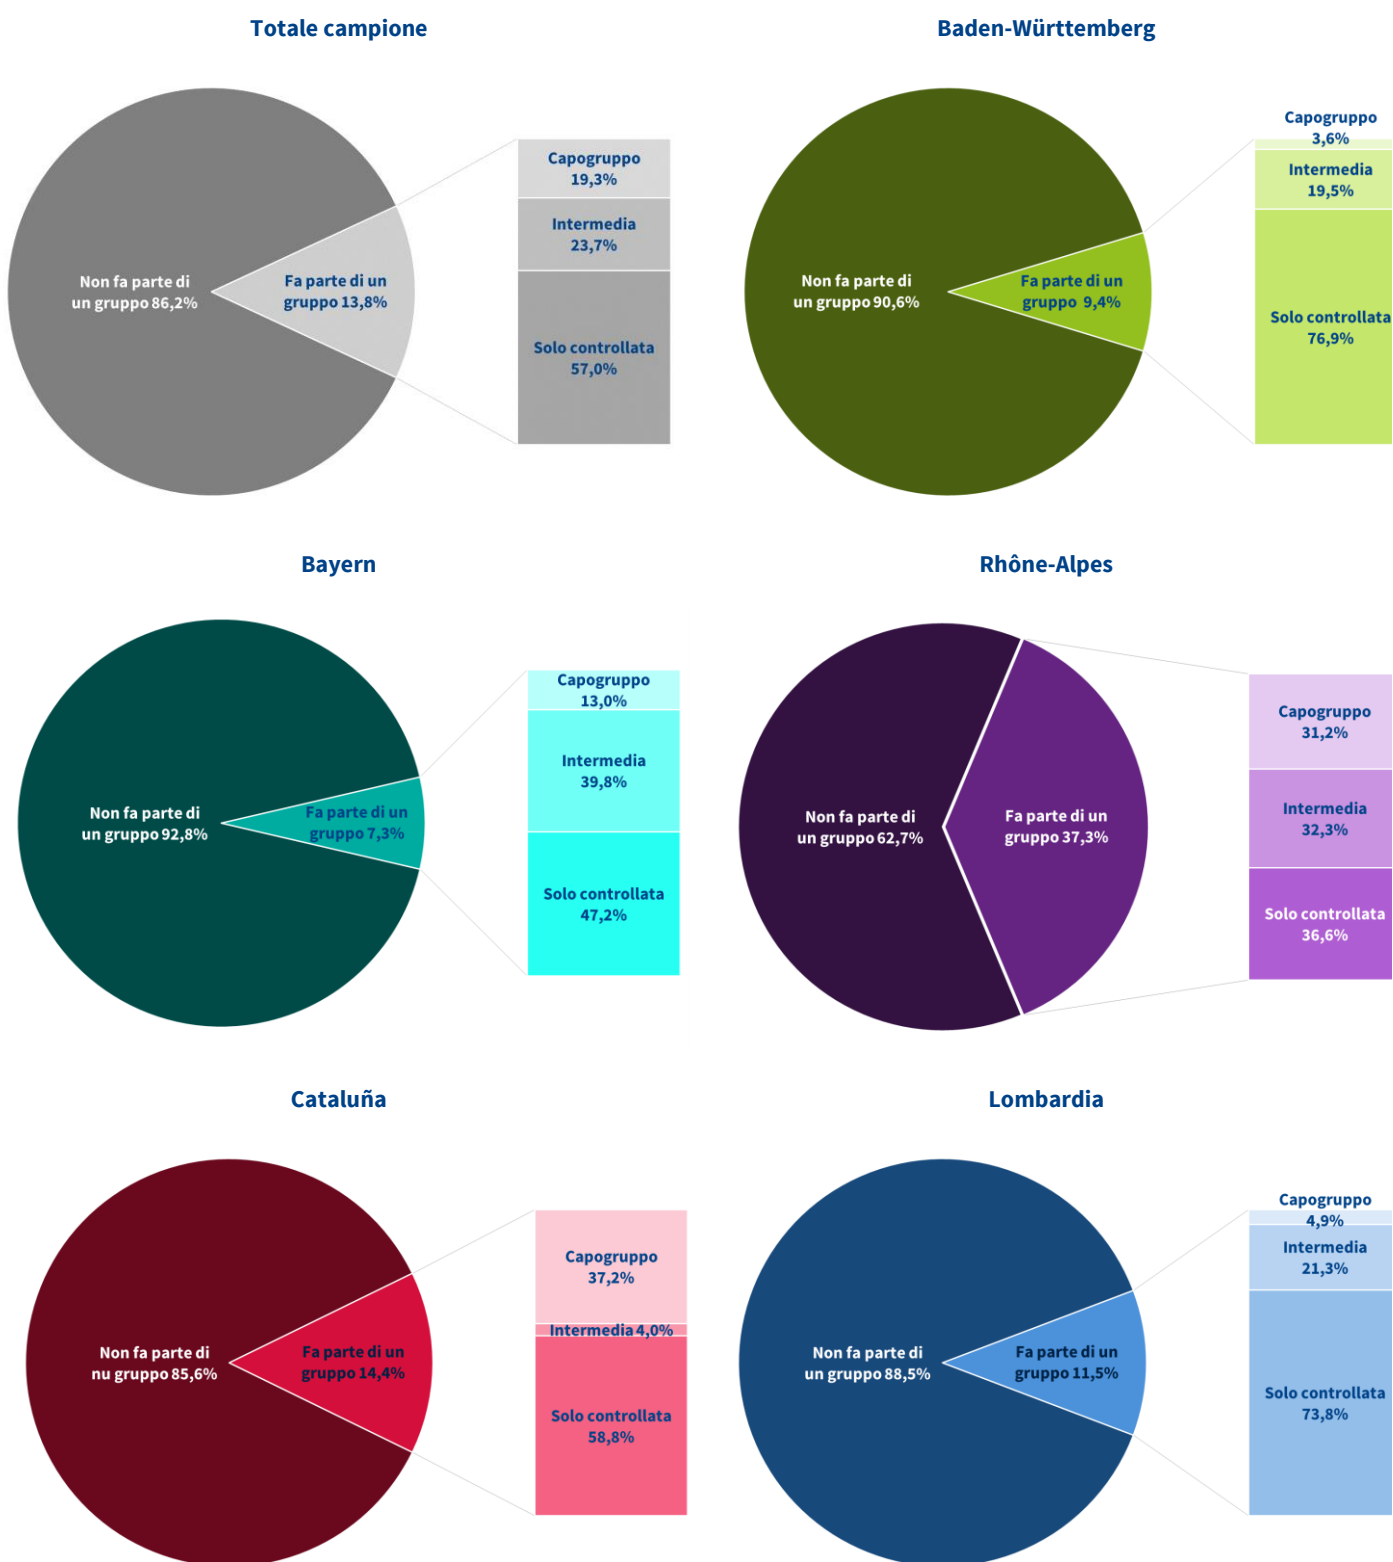 Totale campione
Non fa parte di
un gruppo 86,2%
Fa parte di un
gruppo 13,8%
Capogruppo
19,3%
Intermedia
23,7%
Solo controllata
57,0%
Baden-Württemberg
Non fa parte di
un gruppo 90,6%
Fa parte di un
gruppo 9,4%
Capogruppo
3,6%
Intermedia
19,5%
Solo controllata
76,9%
Bayern
Non fa parte di
un gruppo 92,8%
Fa parte di un
gruppo 7,3%
Capogruppo
13,0%
Intermedia
39,8%
Solo controllata
47,2%
Rhône-Alpes
Non fa parte di
un gruppo 62,7%
Fa parte di un
gruppo 37,3%
Capogruppo
31,2%
Intermedia
32,3%
Solo controllata
36,6%
Cataluña
Non fa parte di
nu gruppo 85,6%
Fa parte di un
gruppo 14,4%
Capogruppo
37,2%
Intermedia 4,0%
Solo controllata
58,8%
Lombardia
Non fa parte di
un gruppo 88,5%
Fa parte di un
gruppo 11,5%
Capogruppo
4,9%
Intermedia
21,3%
Solo controllata
73,8%